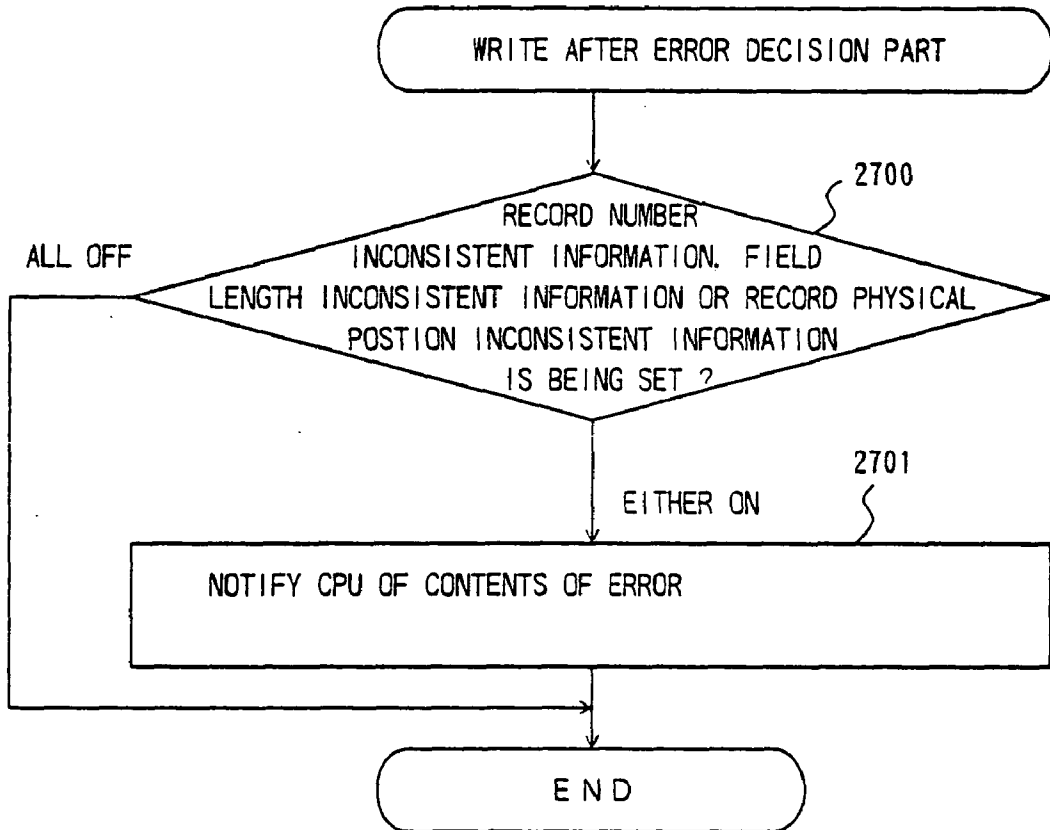 WRITE AFTER ERROR DECISION PART
2700
RECORD NUMBER
ALL OFF
INCONSISTENT INFORMATION. FIELD
LENGTH INCONSISTENT INFORMATION OR RECORD PHYSICAL
POSTION INCONSISTENT INFORMATION
IS BEING SET ?
2701
EITHER ON
NOTIFY CPU OF CONTENTS OF ERROR
END